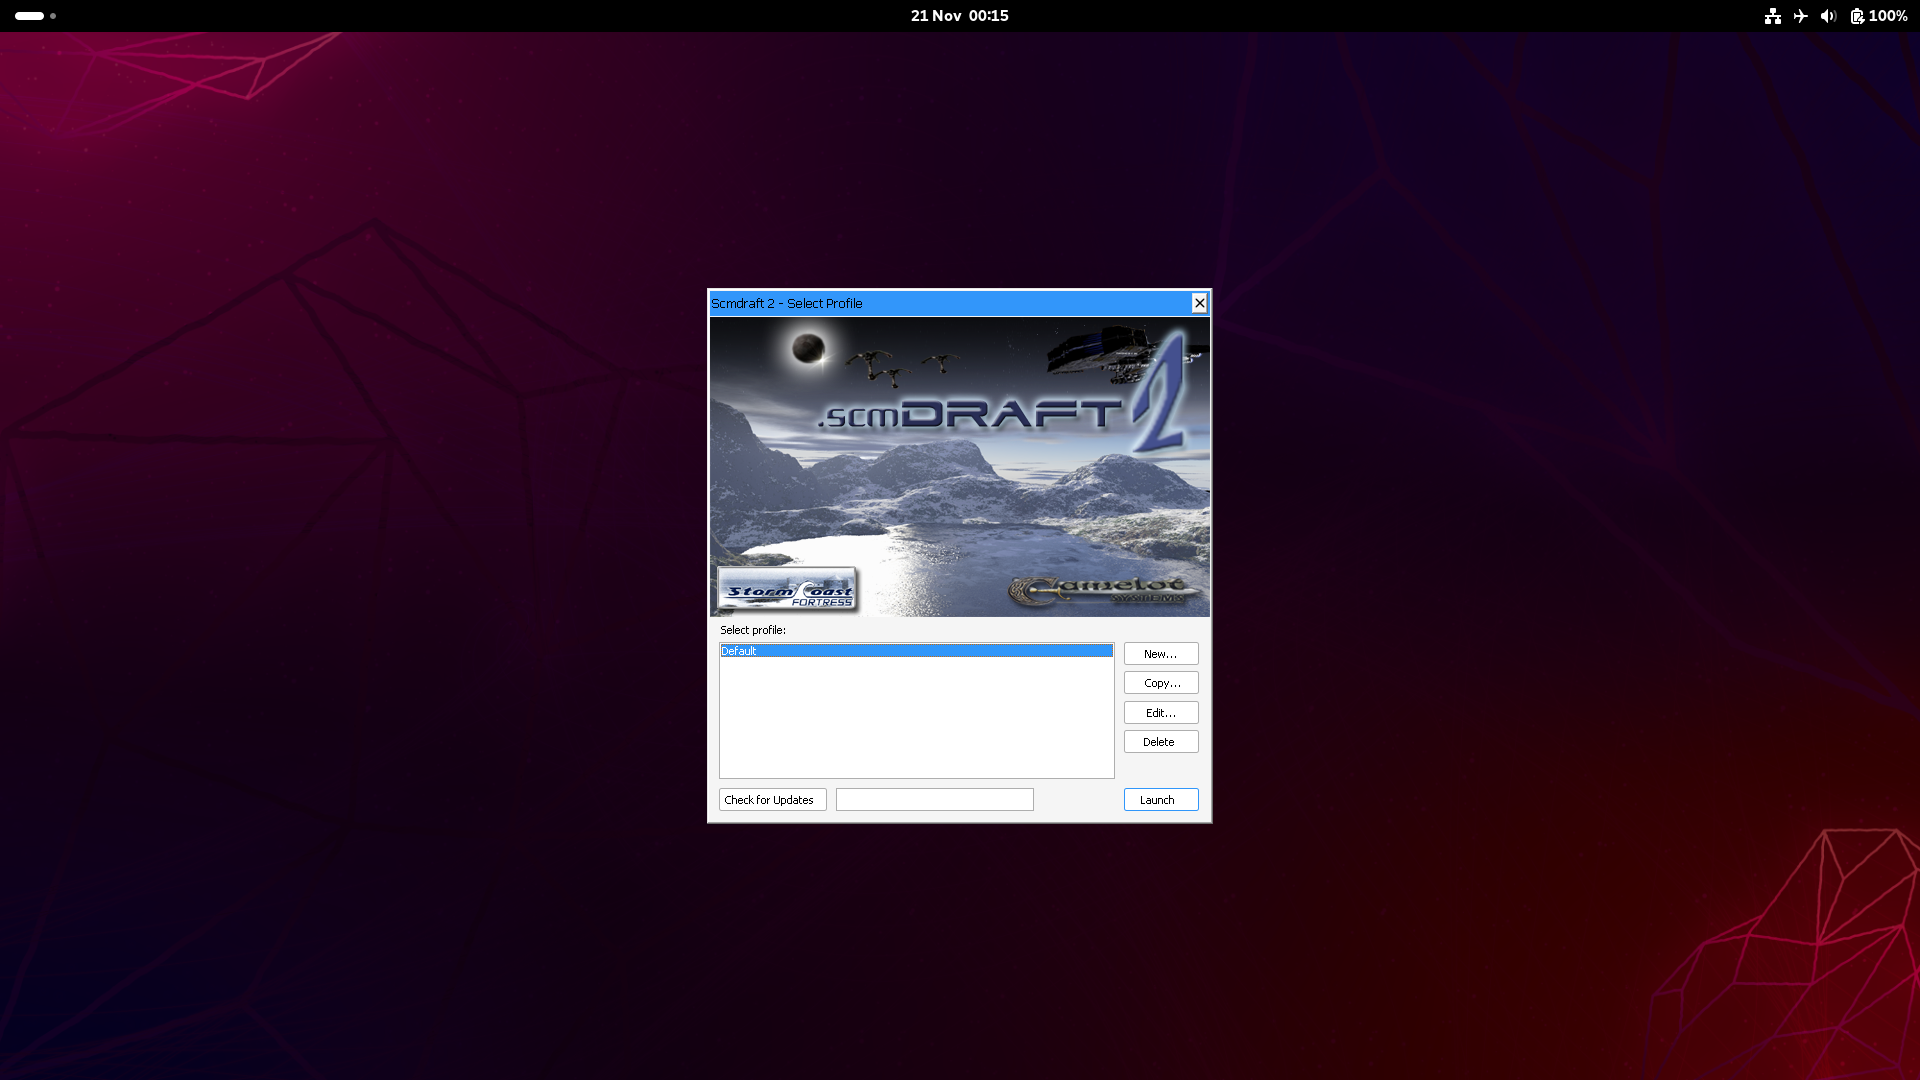 21 Nov 00:15
100%
Scmdraft 2 - Select Profile
.scmDRAFT 2
Storm Coast
FORTRESS
Camelot
SYSTEMS
Select profile:
Default
New...
Copy...
Edit...
Delete
Check for Updates
Launch